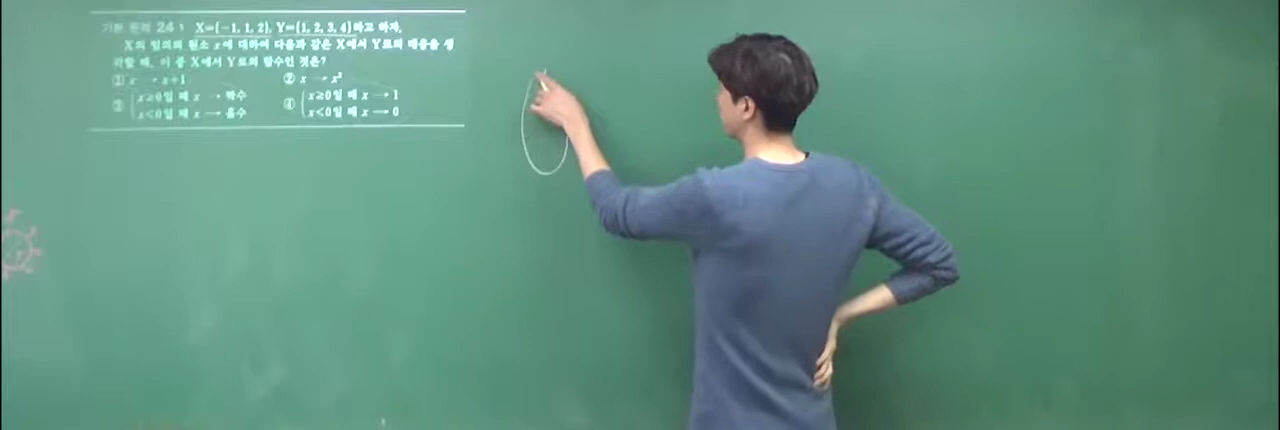 기본 문제 24-1 X={-1, 1, 2}, Y={1, 2, 3, 4}라고 하자.
X의 임의의 원소 x에 대하여 다음과 같은 X에서 Y로의 대응을 생
각할 때, 이 중 X에서 Y로의 함수인 것은?
① x → x+1 ② x → x²
③ x≥0일 때 x → 짝수 ④ x≥0일 때 x → 1
x<0일 때 x → 홀수 x<0일 때 x → 0